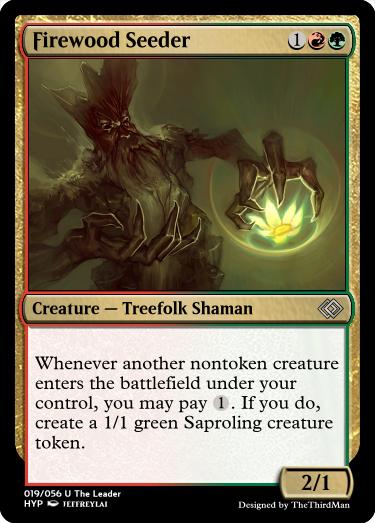 Firewood Seeder 1
Creature — Treefolk Shaman
Whenever another nontoken creature
enters the battlefield under your
control, you may pay 1. If you do,
create a 1/1 green Saproling creature
token.
2/1
019/056 U The Leader
HYP JEFFREYLAI
Designed by TheThirdMan